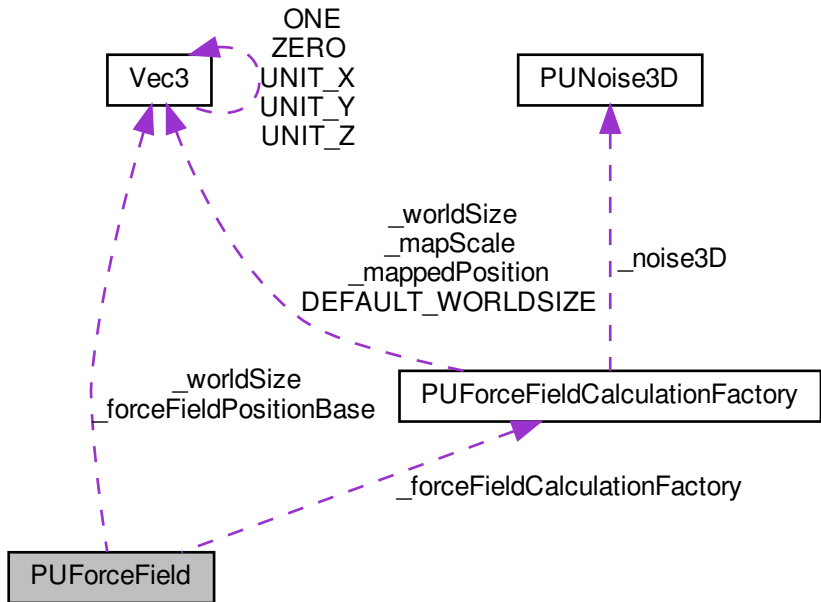 ONE
ZERO
UNIT_X
UNIT_Y
UNIT_Z
Vec3
PUNoise3D
_worldSize
_mapScale
_mappedPosition
DEFAULT_WORLDSIZE
_noise3D
_worldSize
_forceFieldPositionBase
PUForceFieldCalculationFactory
_forceFieldCalculationFactory
PUForceField